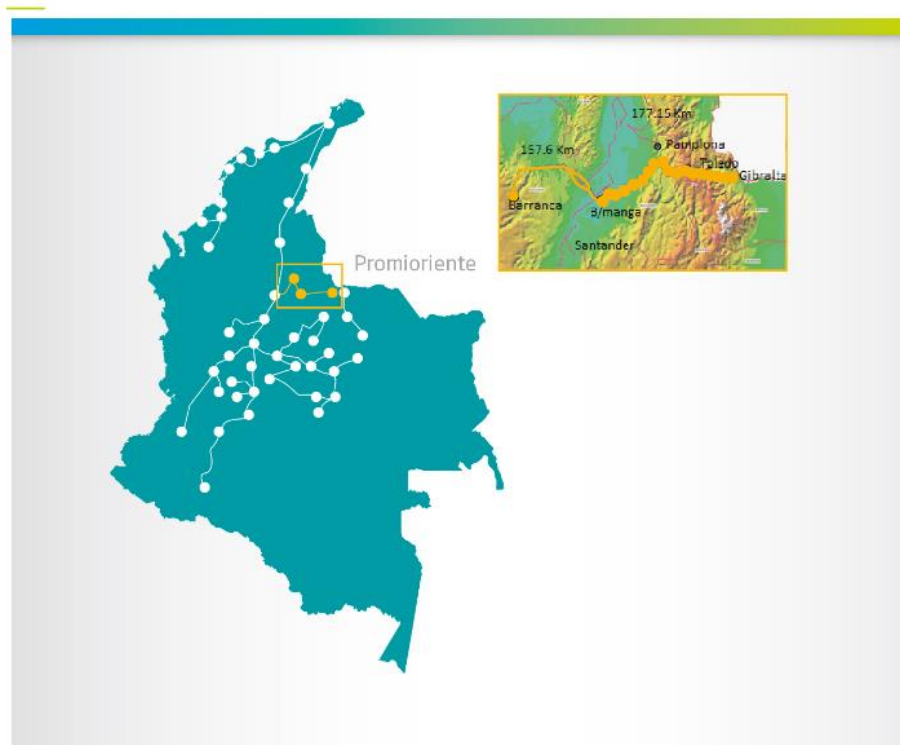 Promioriente
177.15 Km
Pamplona
157.6 Km
Toledo
Gibralta
Barranca
B/manga
Santander